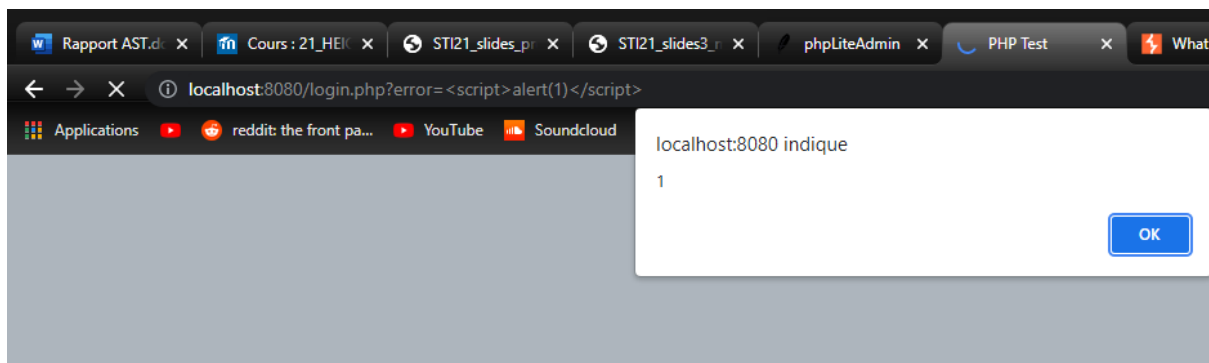 Rapport AST.d
Cours : 21_HEI
STI21_slides_pr
STI21_slides3_
phpLiteAdmin
PHP Test
What
localhost:8080/login.php?error=<script>alert(1)</script>
Applications
reddit: the front pa...
YouTube
Soundcloud
localhost:8080 indique
1
OK